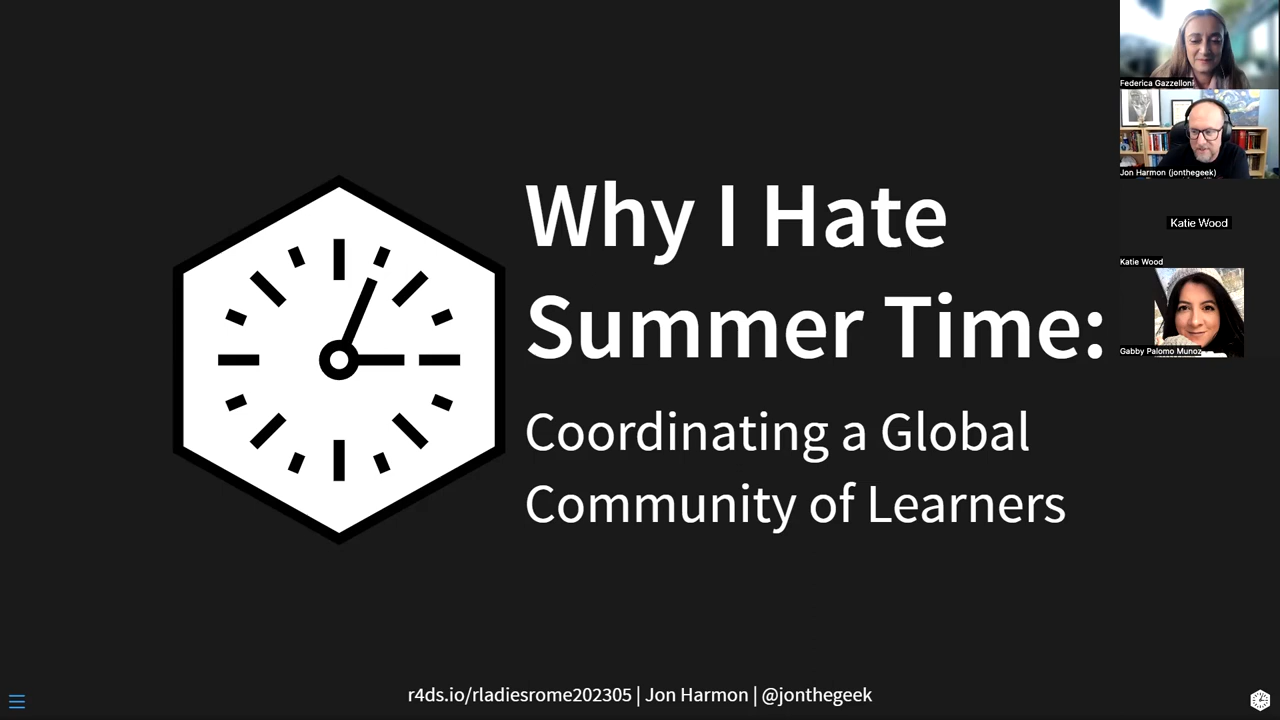 Why I Hate
Summer Time:
Coordinating a Global
Community of Learners
r4ds.io/rladiesrome202305 | Jon Harmon | @jonthegeek
Federica Gazzelloni
Jon Harmon (jonthegeek)
Katie Wood
Katie Wood
Gabby Palomo Munoz